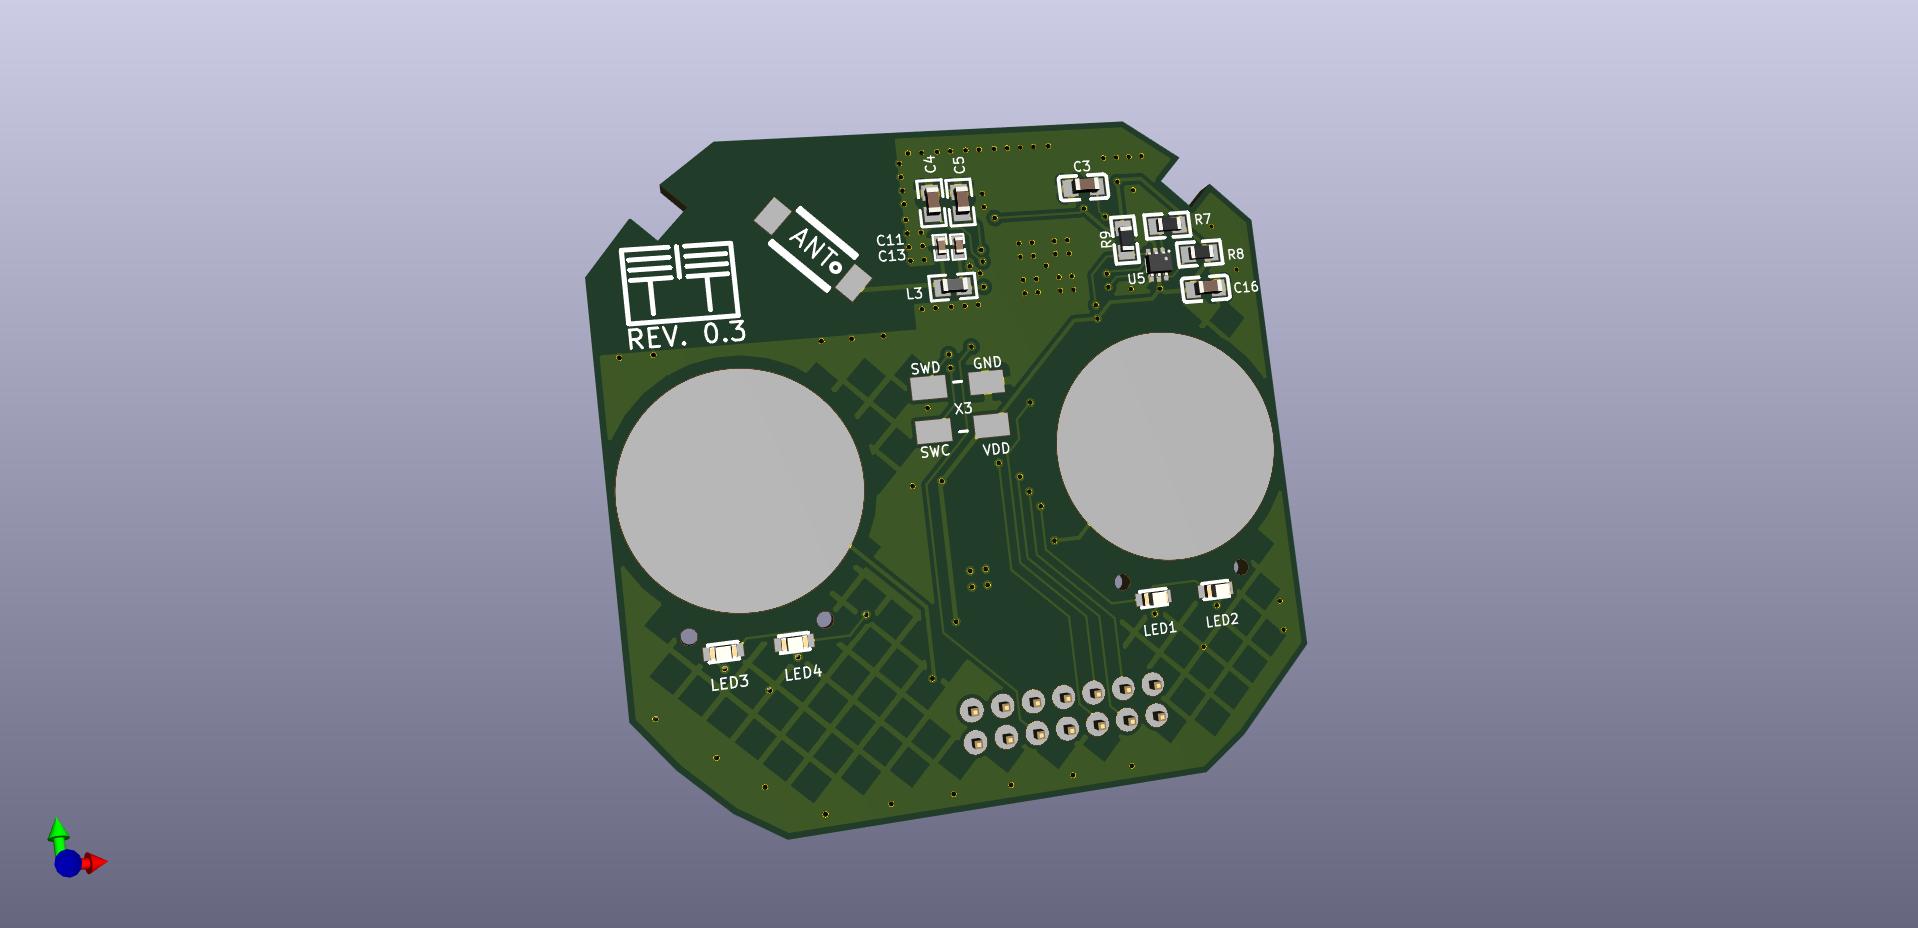 C4
C5
C3
ANT
C11
C13
L3
R9
R7
R8
U5
C16
REV. 0.3
SWD
GND
X3
SWC
VDD
LED1
LED2
LED3
LED4